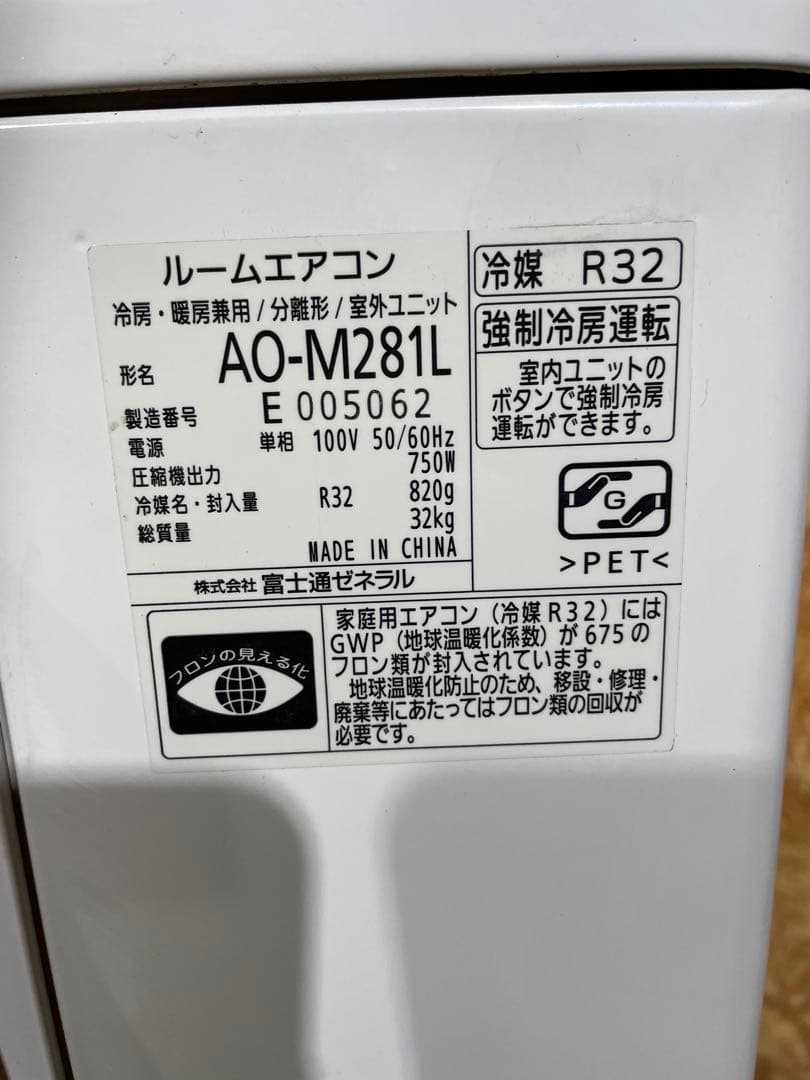 ルームエアコン
冷房・暖房兼用/分離形/室外ユニット
形名 AO-M281L
製造番号 E 005062
電源 単相 100V 50/60Hz
圧縮機出力 750W
冷媒名・封入量 R32 820g
総質量 32kg
MADE IN CHINA
株式会社 富士通ゼネラル
冷媒 R32
強制冷房運転
室内ユニットの
ボタンで強制冷房
運転ができます。
G
>PET<
フロンの見える化
家庭用エアコン（冷媒R32）には
GWP（地球温暖化係数）が675の
フロン類が封入されています。
地球温暖化防止のため、移設・修理・
廃棄等にあたってはフロン類の回収が
必要です。